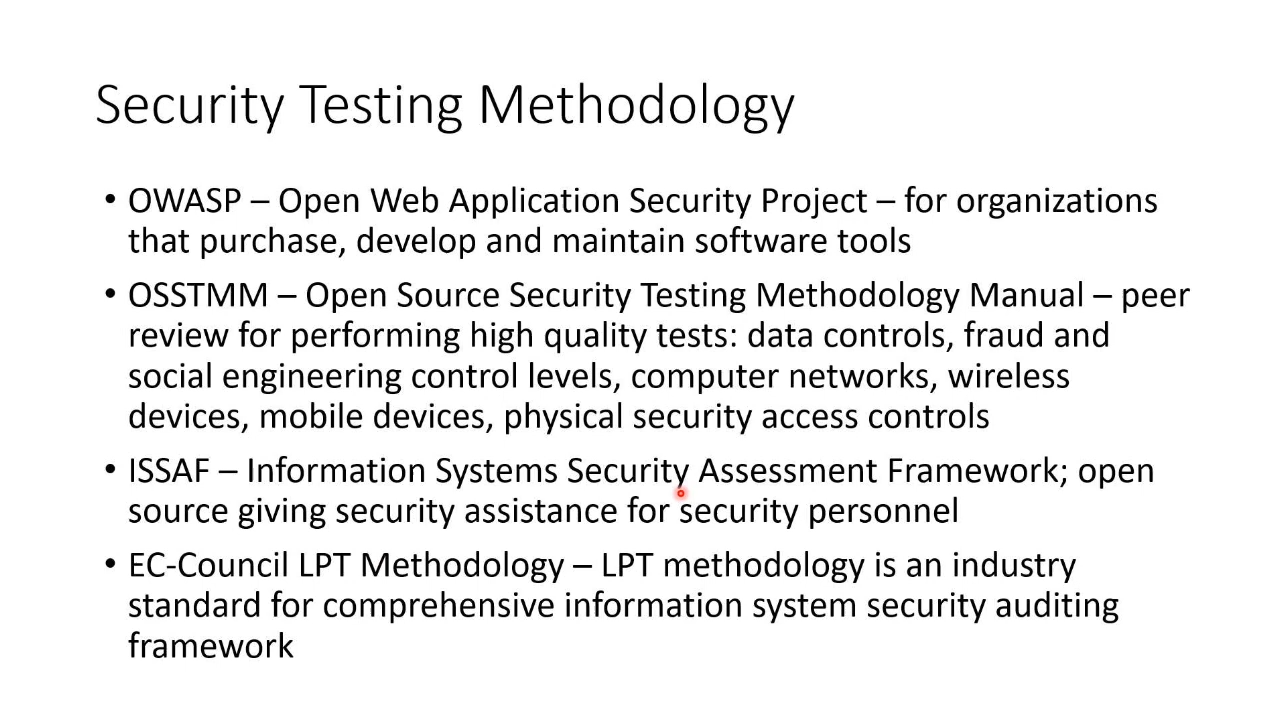 Security Testing Methodology
• OWASP – Open Web Application Security Project – for organizations
that purchase, develop and maintain software tools
• OSSTMM – Open Source Security Testing Methodology Manual – peer
review for performing high quality tests: data controls, fraud and
social engineering control levels, computer networks, wireless
devices, mobile devices, physical security access controls
• ISSAF – Information Systems Security Assessment Framework; open
source giving security assistance for security personnel
• EC-Council LPT Methodology – LPT methodology is an industry
standard for comprehensive information system security auditing
framework